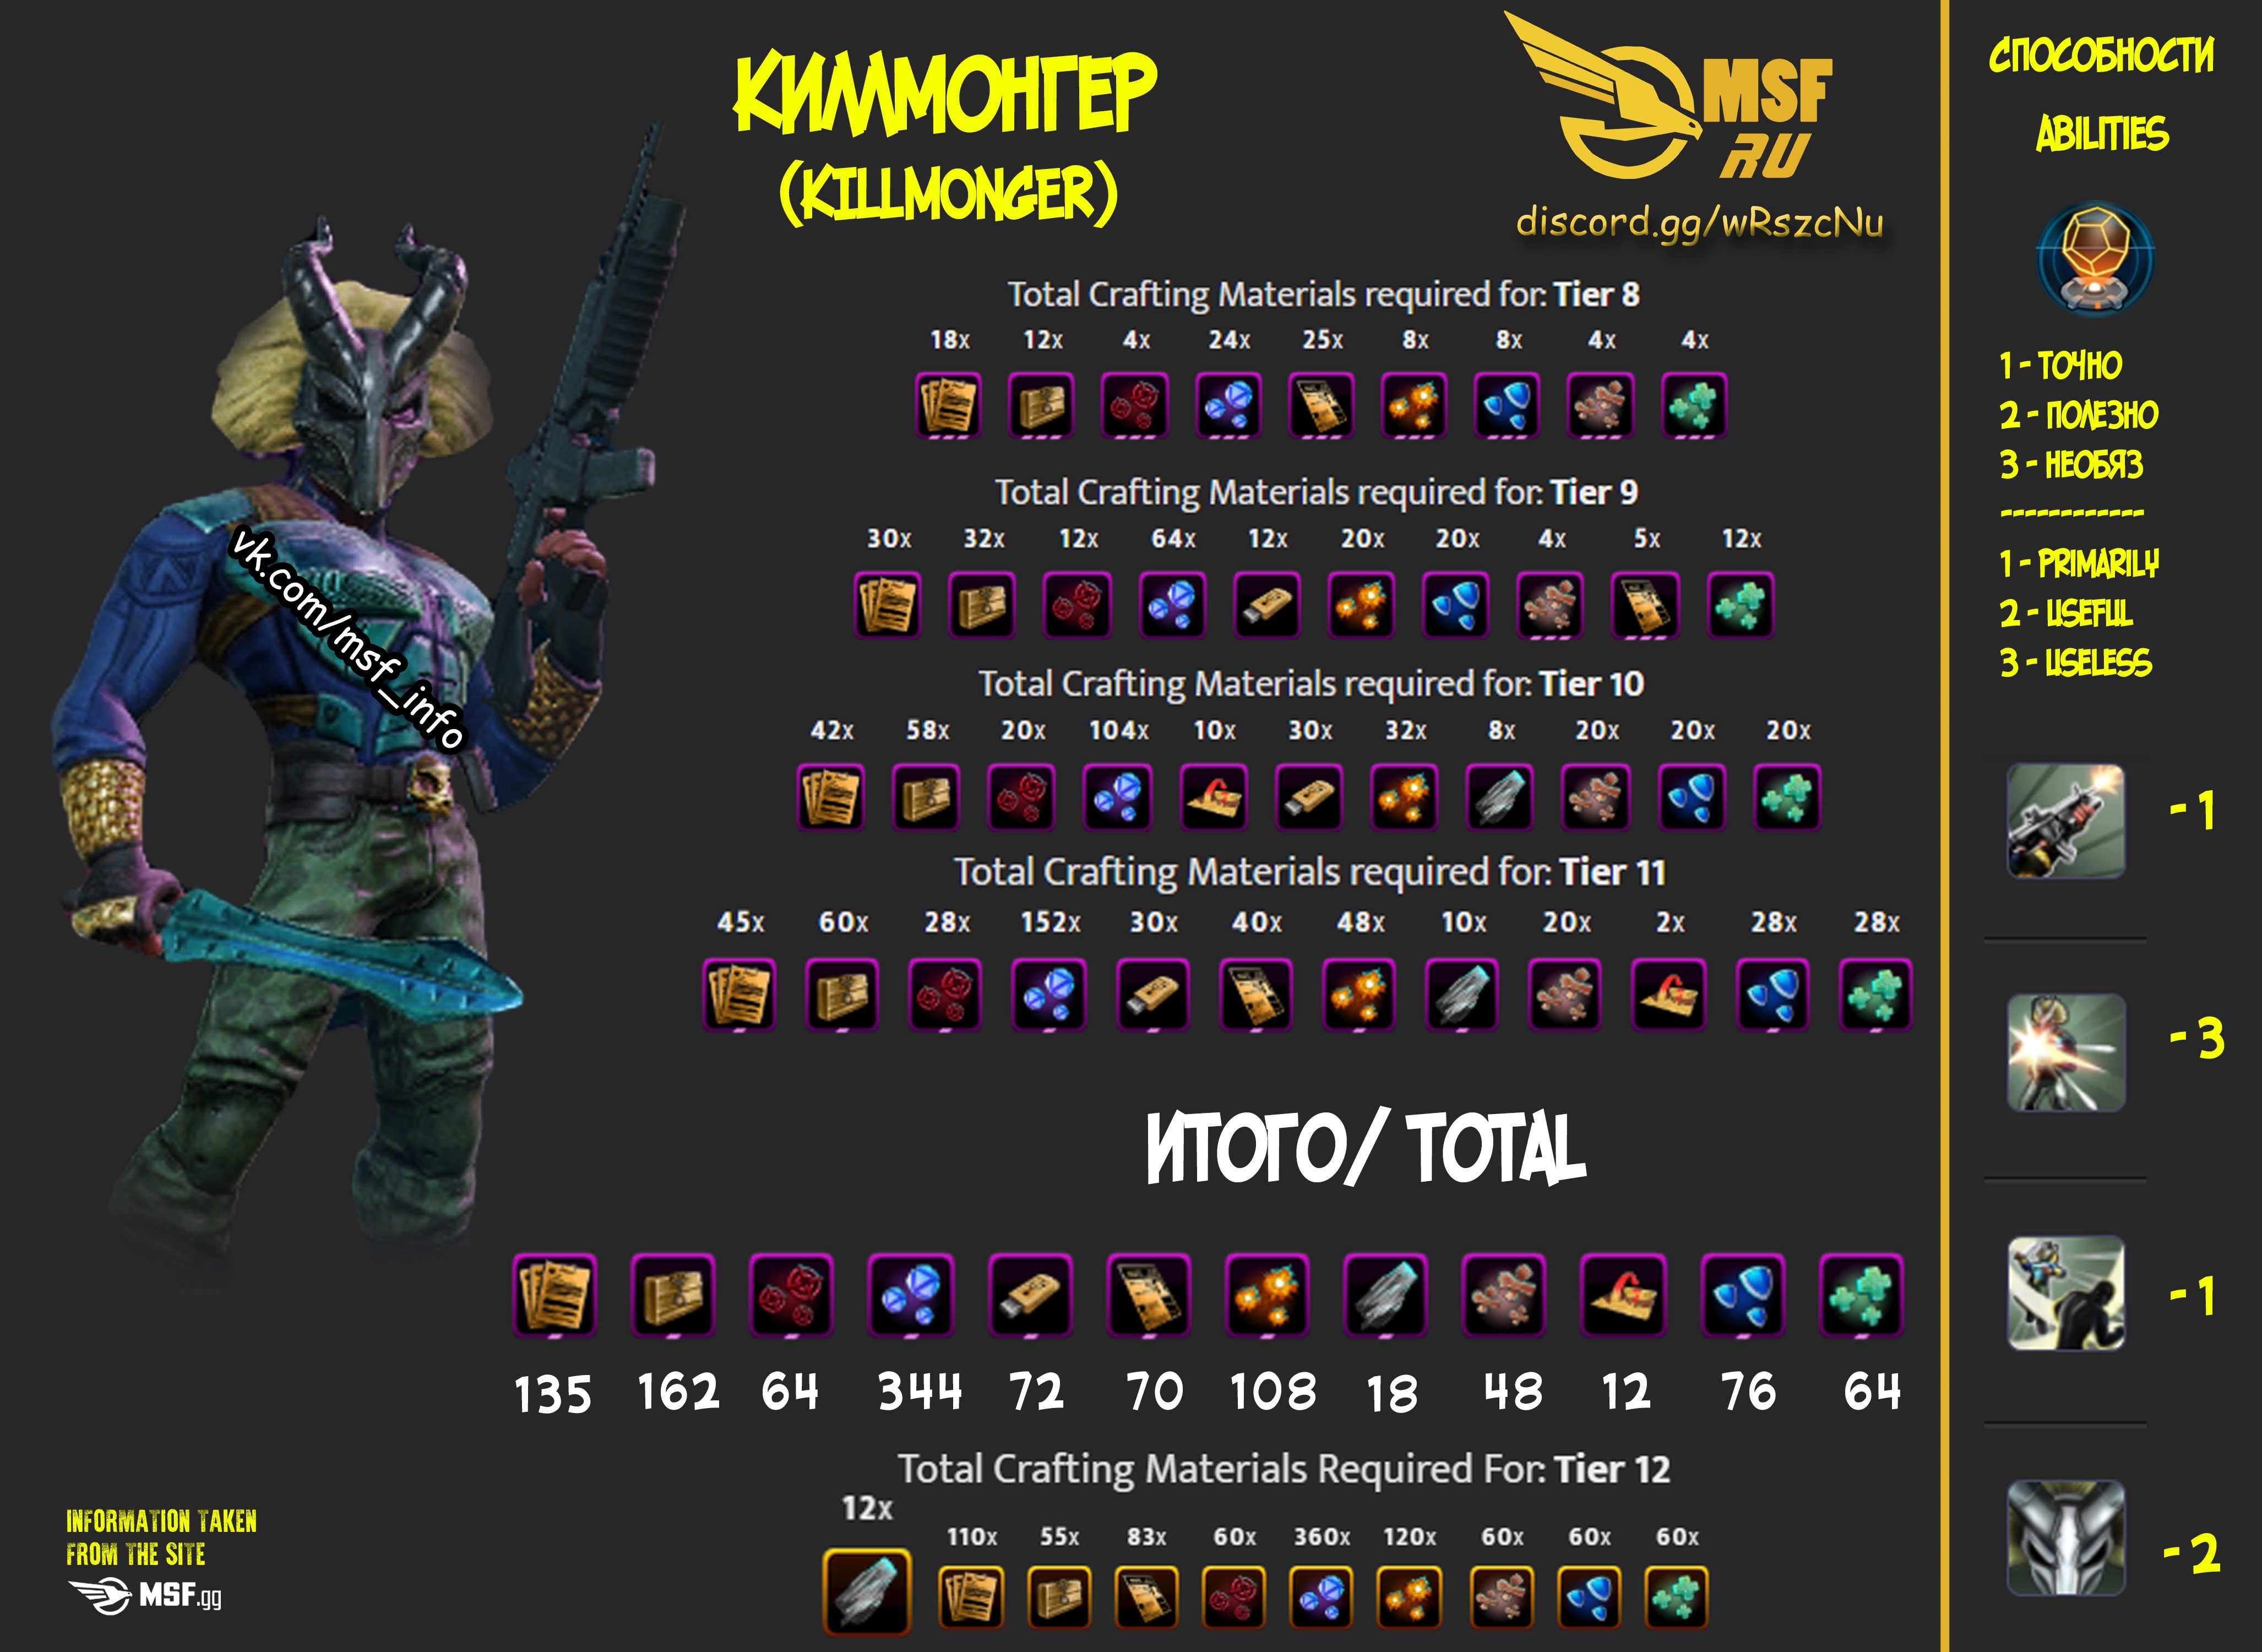 КИЛЛМОНГЕР
(KILLMONGER)
MSF
RU
discord.gg/wRszcNu
vk.com/msf_info
Total Crafting Materials required for: Tier 8
18x 12x 4x 24x 25x 8x 8x 4x 4x
Total Crafting Materials required for: Tier 9
30x 32x 12x 64x 12x 20x 20x 4x 5x 12x
Total Crafting Materials required for: Tier 10
42x 58x 20x 104x 10x 30x 32x 8x 20x 20x 20x
Total Crafting Materials required for: Tier 11
45x 60x 28x 152x 30x 40x 48x 10x 20x 2x 28x 28x
ИТОГО/ TOTAL
135 162 64 344 72 70 108 18 48 12 76 64
Total Crafting Materials Required For: Tier 12
12x
110x 55x 83x 60x 360x 120x 60x 60x 60x
INFORMATION TAKEN
FROM THE SITE
MSF.gg
СПОСОБНОСТИ
ABILITIES
1 - ТОЧНО
2 - ПОЛЕЗНО
3 - НЕОБЯЗ
------------
1 - PRIMARILY
2 - USEFUL
3 - USELESS
- 1
- 3
- 1
- 2